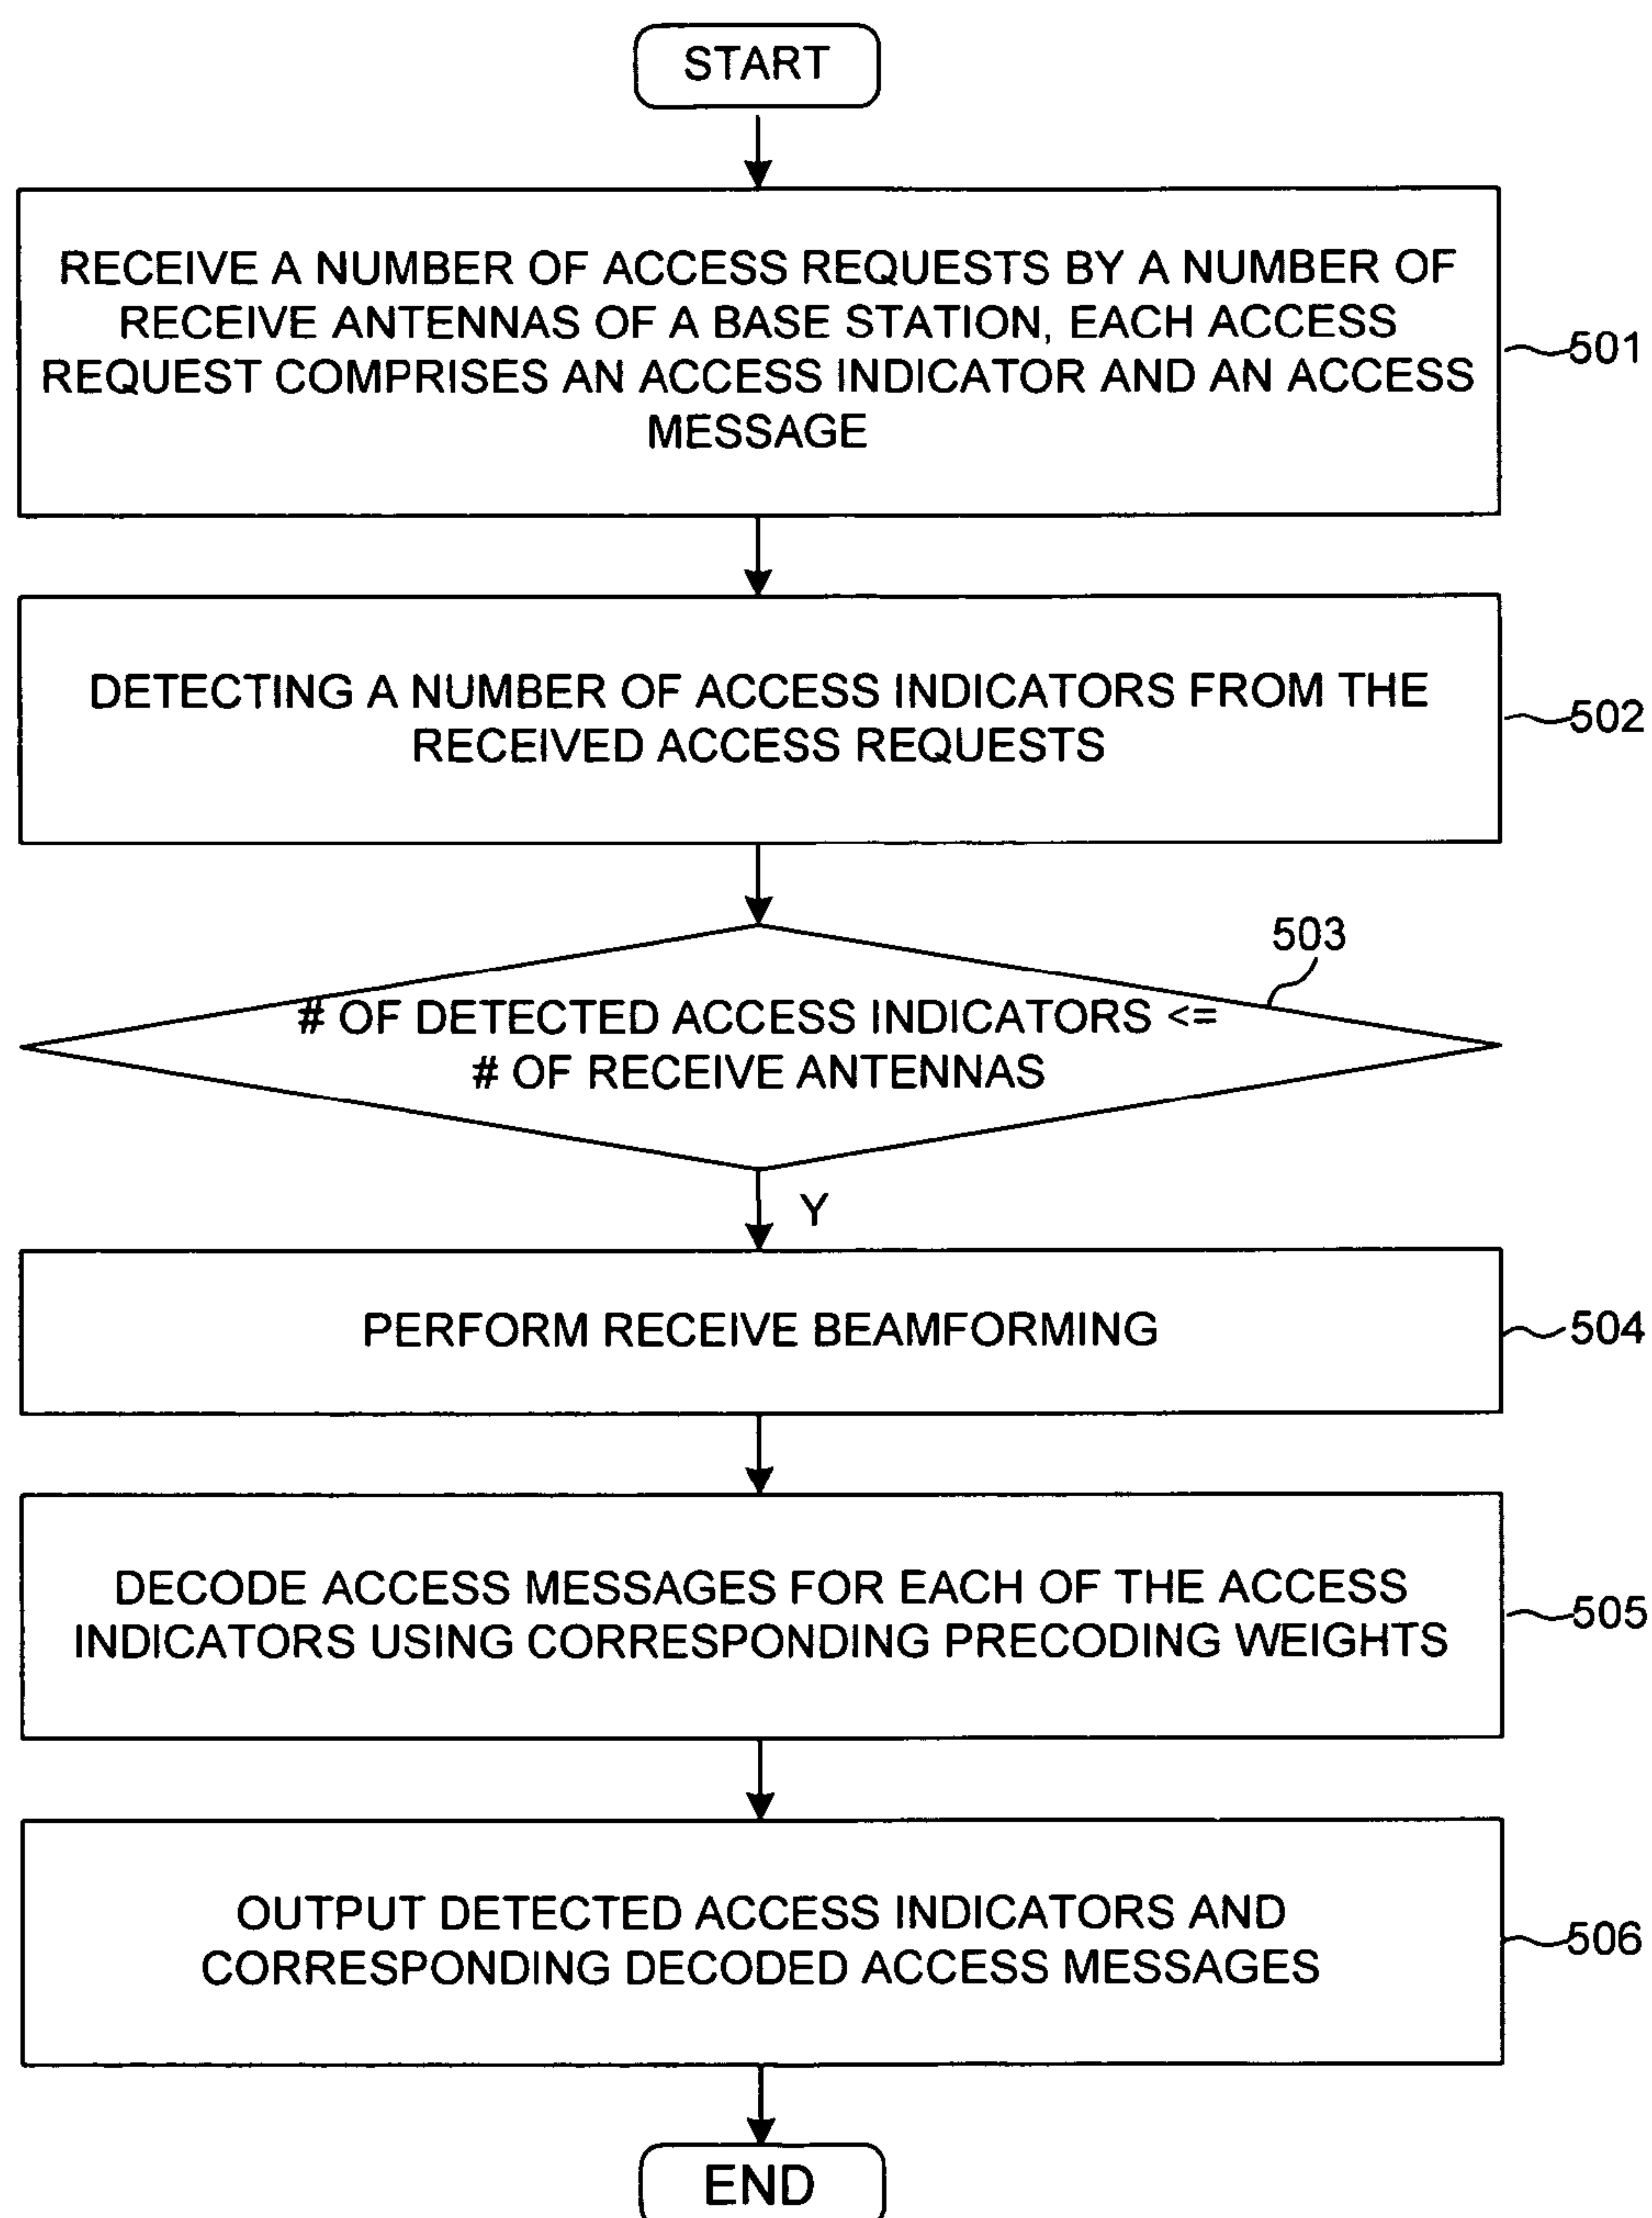 START
RECEIVE A NUMBER OF ACCESS REQUESTS BY A NUMBER OF
RECEIVE ANTENNAS OF A BASE STATION, EACH ACCESS
REQUEST COMPRISES AN ACCESS INDICATOR AND AN ACCESS
MESSAGE
501
DETECTING A NUMBER OF ACCESS INDICATORS FROM THE
RECEIVED ACCESS REQUESTS
502
503
# OF DETECTED ACCESS INDICATORS <=
# OF RECEIVE ANTENNAS
Y
PERFORM RECEIVE BEAMFORMING
504
DECODE ACCESS MESSAGES FOR EACH OF THE ACCESS
INDICATORS USING CORRESPONDING PRECODING WEIGHTS
505
OUTPUT DETECTED ACCESS INDICATORS AND
CORRESPONDING DECODED ACCESS MESSAGES
506
END